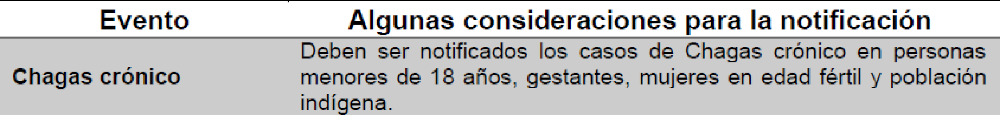 Evento
Algunas consideraciones para la notificación
Chagas crónico
Deben ser notificados los casos de Chagas crónico en personas
menores de 18 años, gestantes, mujeres en edad fértil y población
indígena.